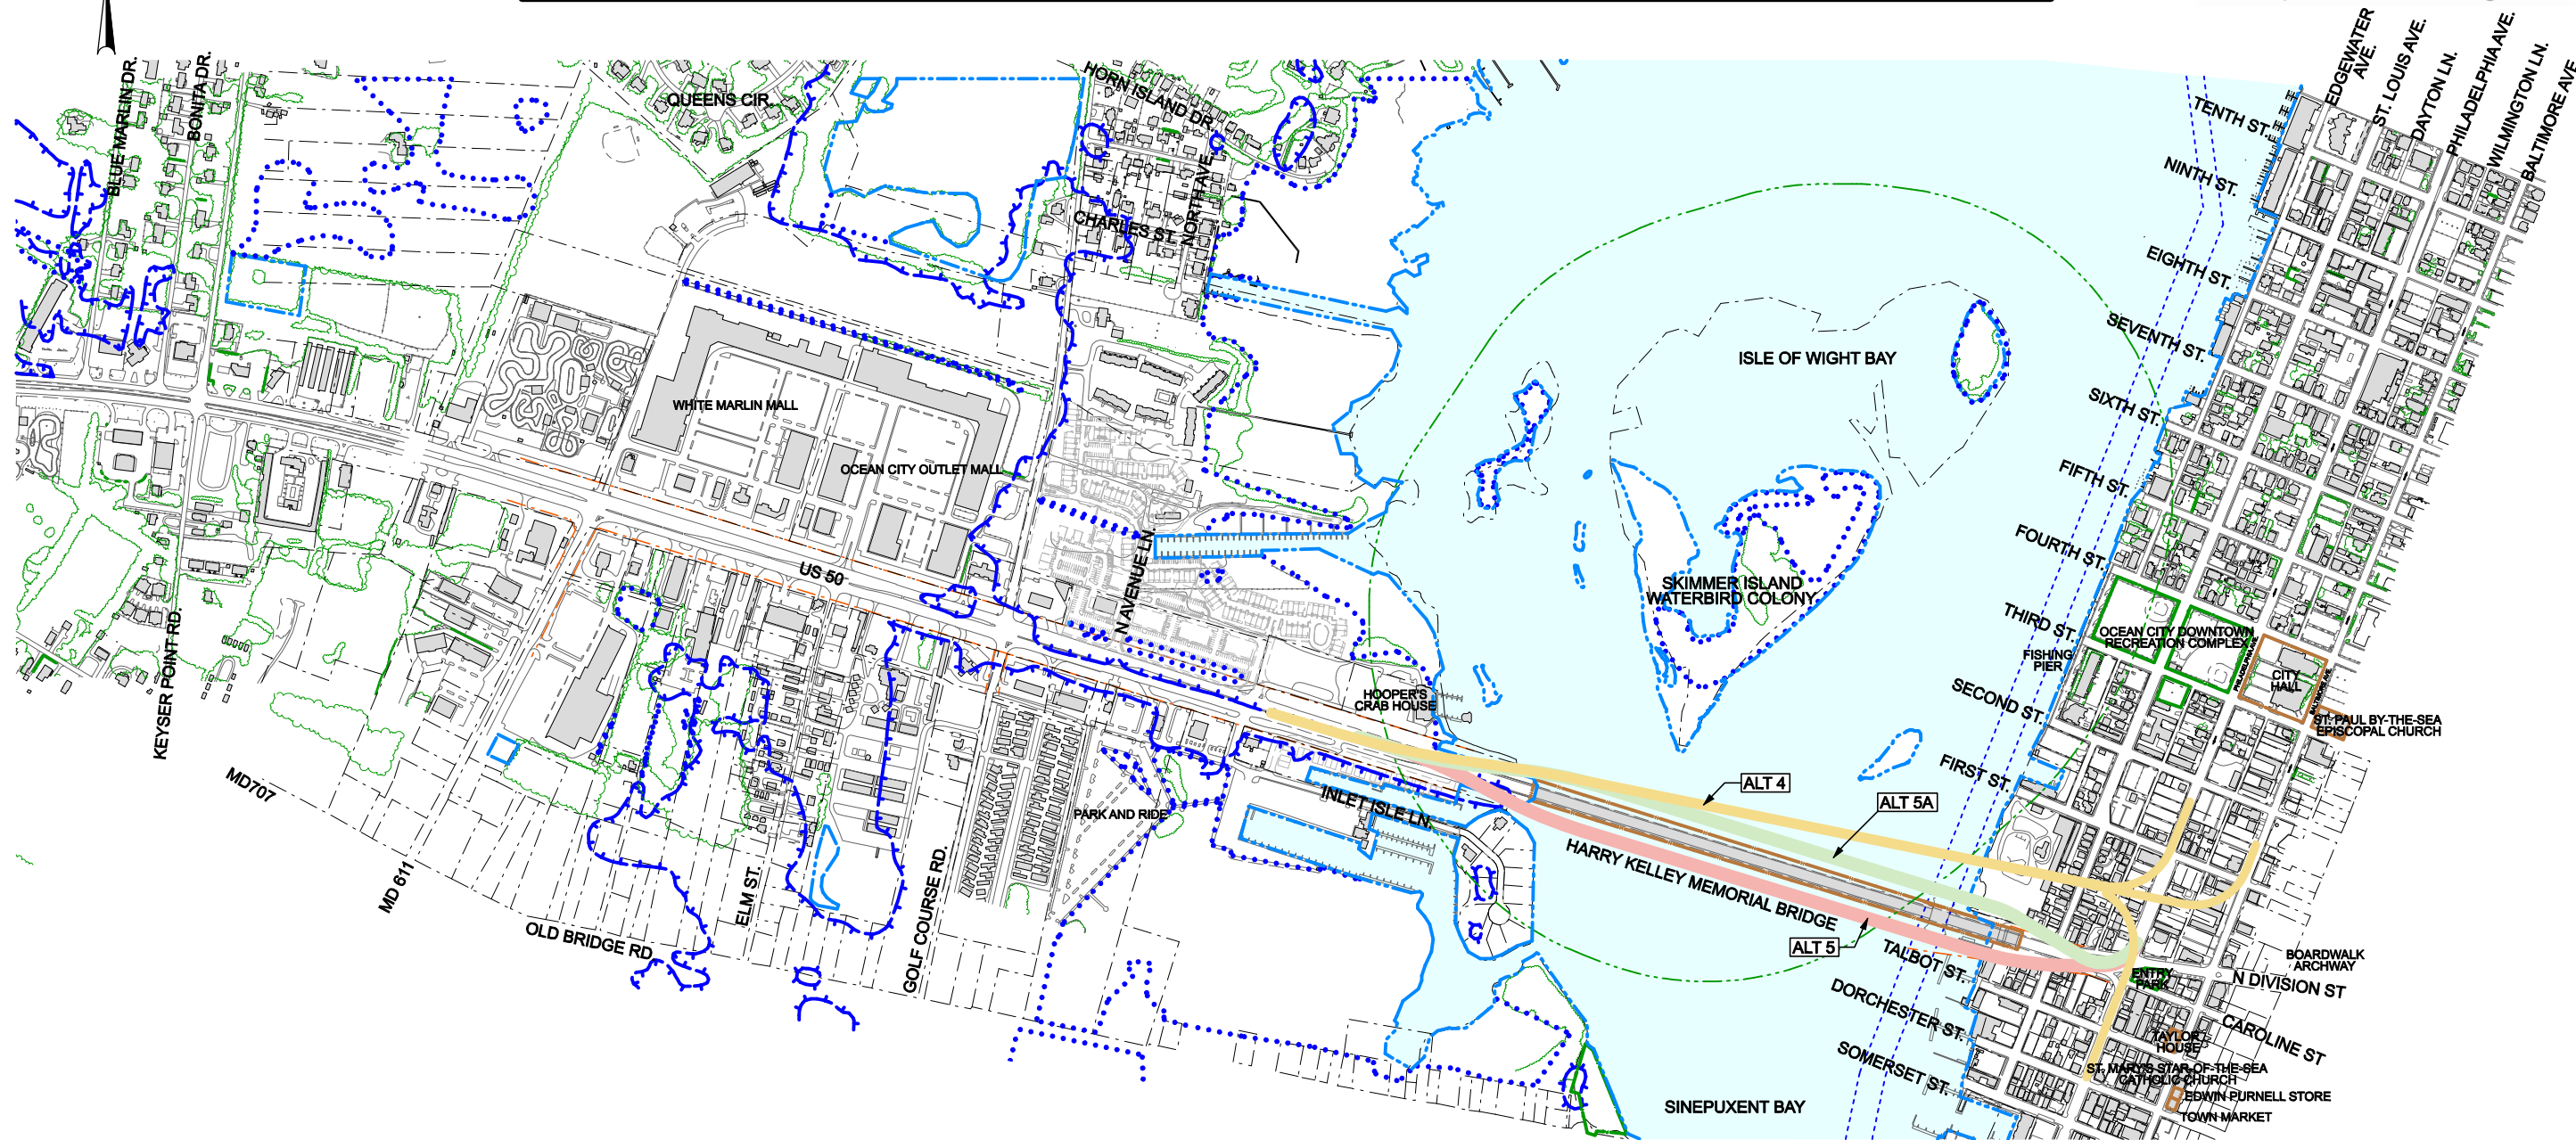 BLUE MARLIN DR.
BONITA DR.
QUEENS CIR.
HORN ISLAND DR.
NORTH AVE.
CHARLES ST.
EDGEWATER
AVE.
ST. LOUIS AVE.
DAYTON LN.
PHILADELPHIA AVE.
WILMINGTON LN.
BALTIMORE AVE.
TENTH ST.
NINTH ST.
EIGHTH ST.
SEVENTH ST.
SIXTH ST.
FIFTH ST.
FOURTH ST.
THIRD ST.
FISHING
PIER
SECOND ST.
FIRST ST.
ISLE OF WIGHT BAY
WHITE MARLIN MALL
OCEAN CITY OUTLET MALL
US 50
N AVENUE LN.
SKIMMER ISLAND
WATERBIRD COLONY
OCEAN CITY DOWNTOWN
RECREATION COMPLEX
PHILADELPHIA AVE.
CITY
HALL
BALTIMORE AVE.
ST. PAUL BY-THE-SEA
EPISCOPAL CHURCH
KEYSER POINT RD.
HOOPER'S
CRAB HOUSE
MD707
MD 611
OLD BRIDGE RD.
ELM ST.
GOLF COURSE RD.
PARK AND RIDE
INLET ISLE LN.
ALT 4
ALT 5A
HARRY KELLEY MEMORIAL BRIDGE
ALT 5
TALBOT ST.
DORCHESTER ST.
SOMERSET ST.
ENTRY
PARK
BOARDWALK
ARCHWAY
N DIVISION ST
CAROLINE ST
TAYLOR
HOUSE
ST. MARY'S STAR-OF-THE-SEA
CATHOLIC CHURCH
EDWIN PURNELL STORE
TOWN MARKET
SINEPUXENT BAY